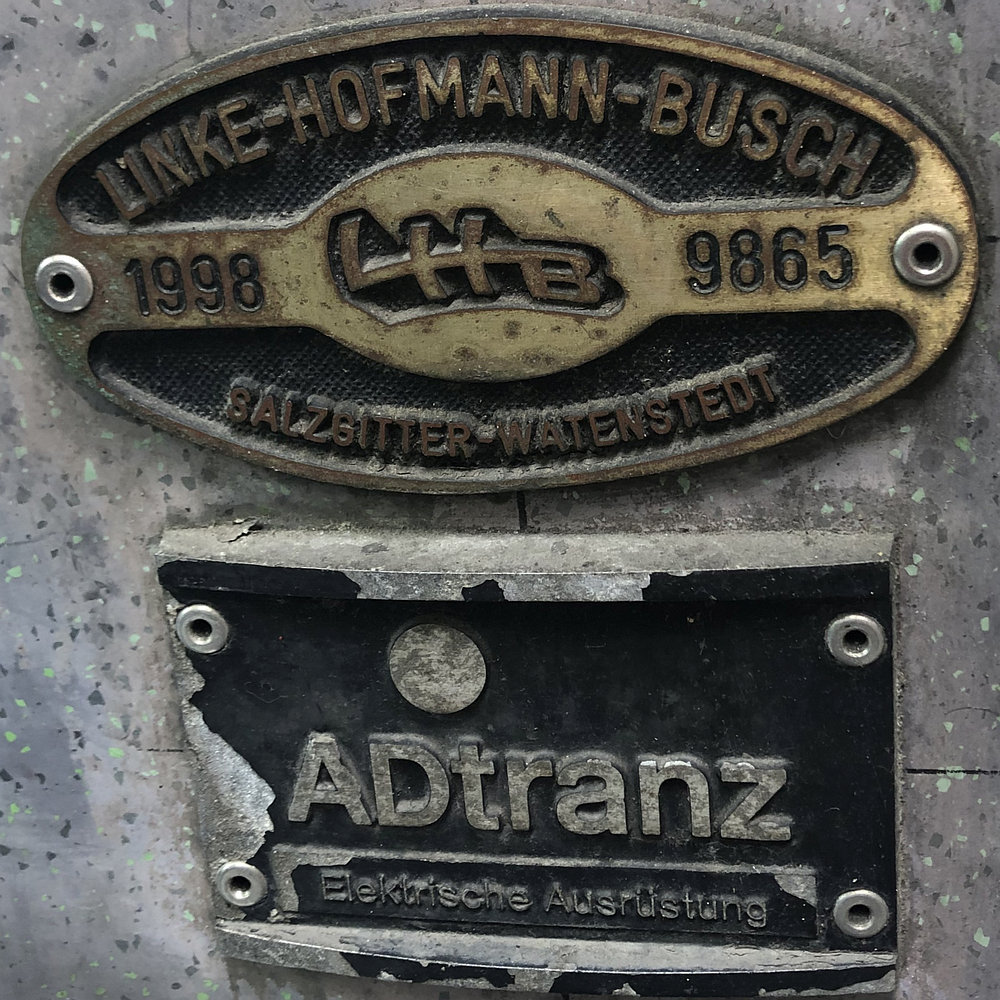 LINKE-HOFMANN-BUSCH
1998 LHB 9865
SALZGITTER-WATENSTEDT
ADtranz
Elektrische Ausrüstung